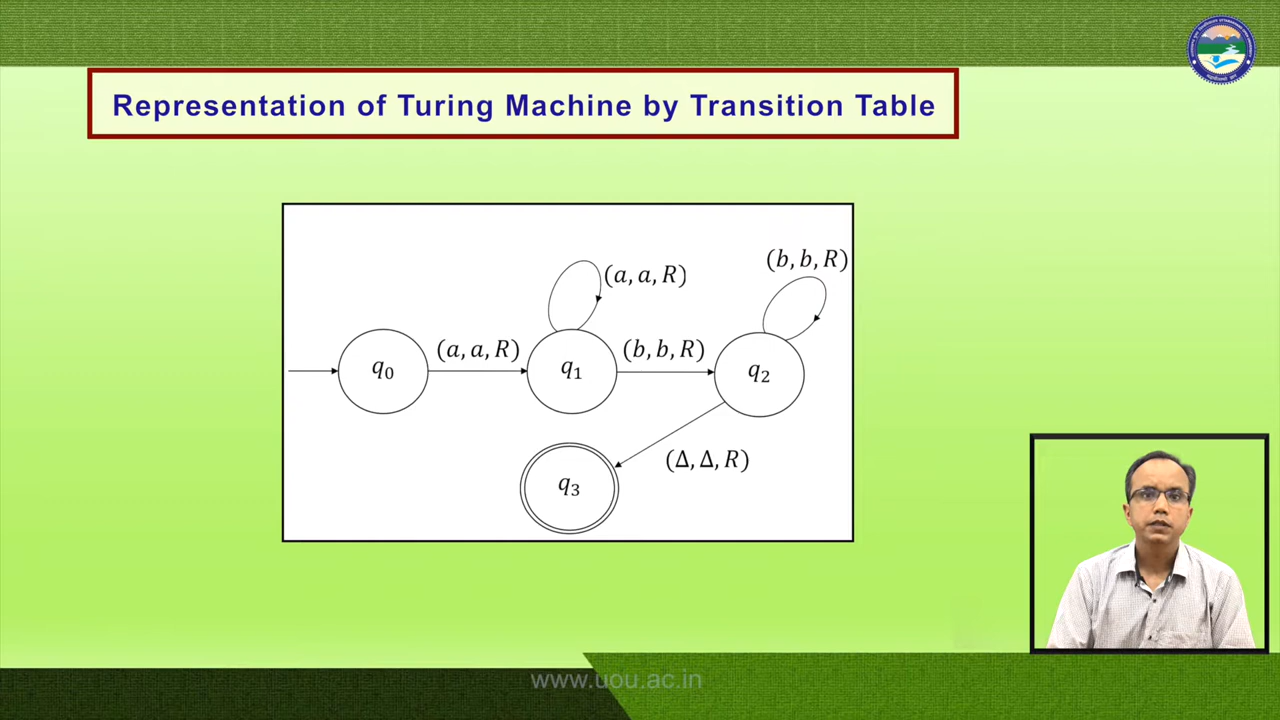 Representation of Turing Machine by Transition Table
(b, b, R)
(a, a, R)
(a, a, R)
(b, b, R)
q₀
q₁
q₂
(Δ, Δ, R)
q₃
www.uou.ac.in